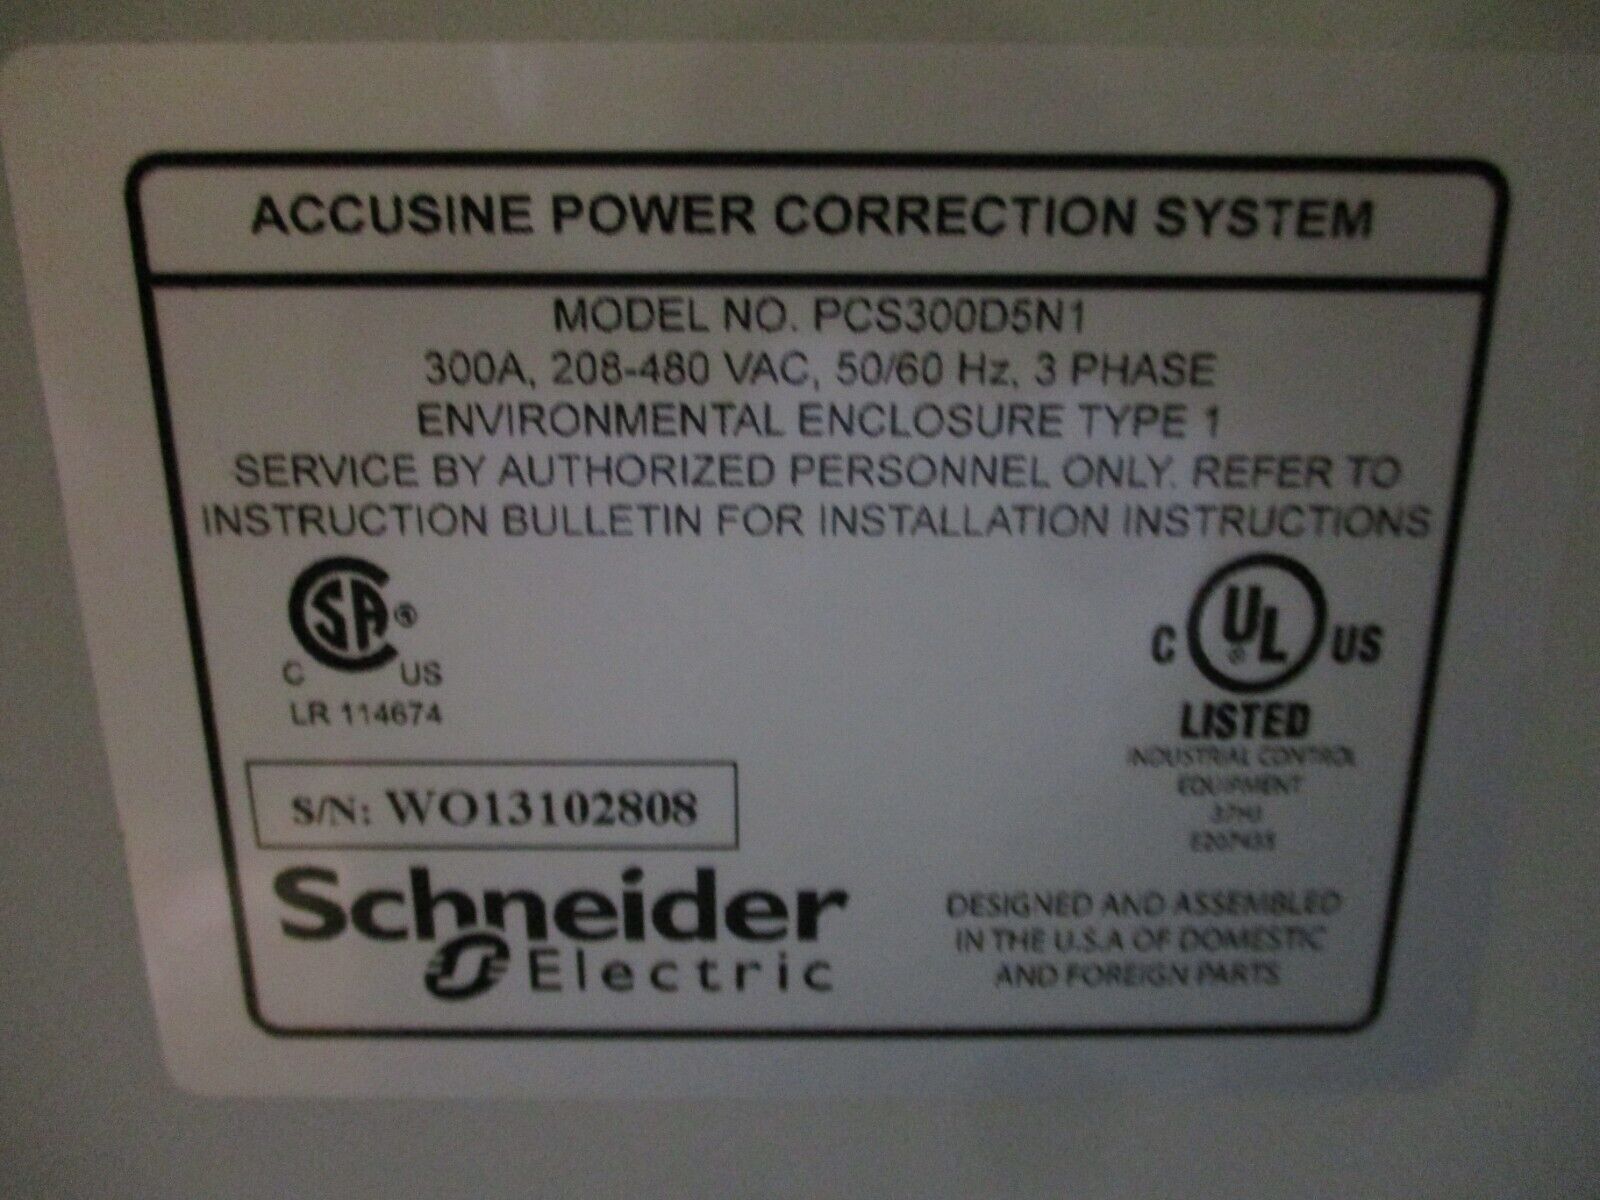 ACCUSINE POWER CORRECTION SYSTEM
MODEL NO. PCS300D5N1
300A, 208-480 VAC, 50/60 Hz, 3 PHASE
ENVIRONMENTAL ENCLOSURE TYPE 1
SERVICE BY AUTHORIZED PERSONNEL ONLY. REFER TO
INSTRUCTION BULLETIN FOR INSTALLATION INSTRUCTIONS
SA ®
C US
LR 114674
C UL ® US
LISTED
INDUSTRIAL CONTROL
EQUIPMENT
S/N: WO13102808
Schneider
Electric
DESIGNED AND ASSEMBLED
IN THE U.S.A OF DOMESTIC
AND FOREIGN PARTS